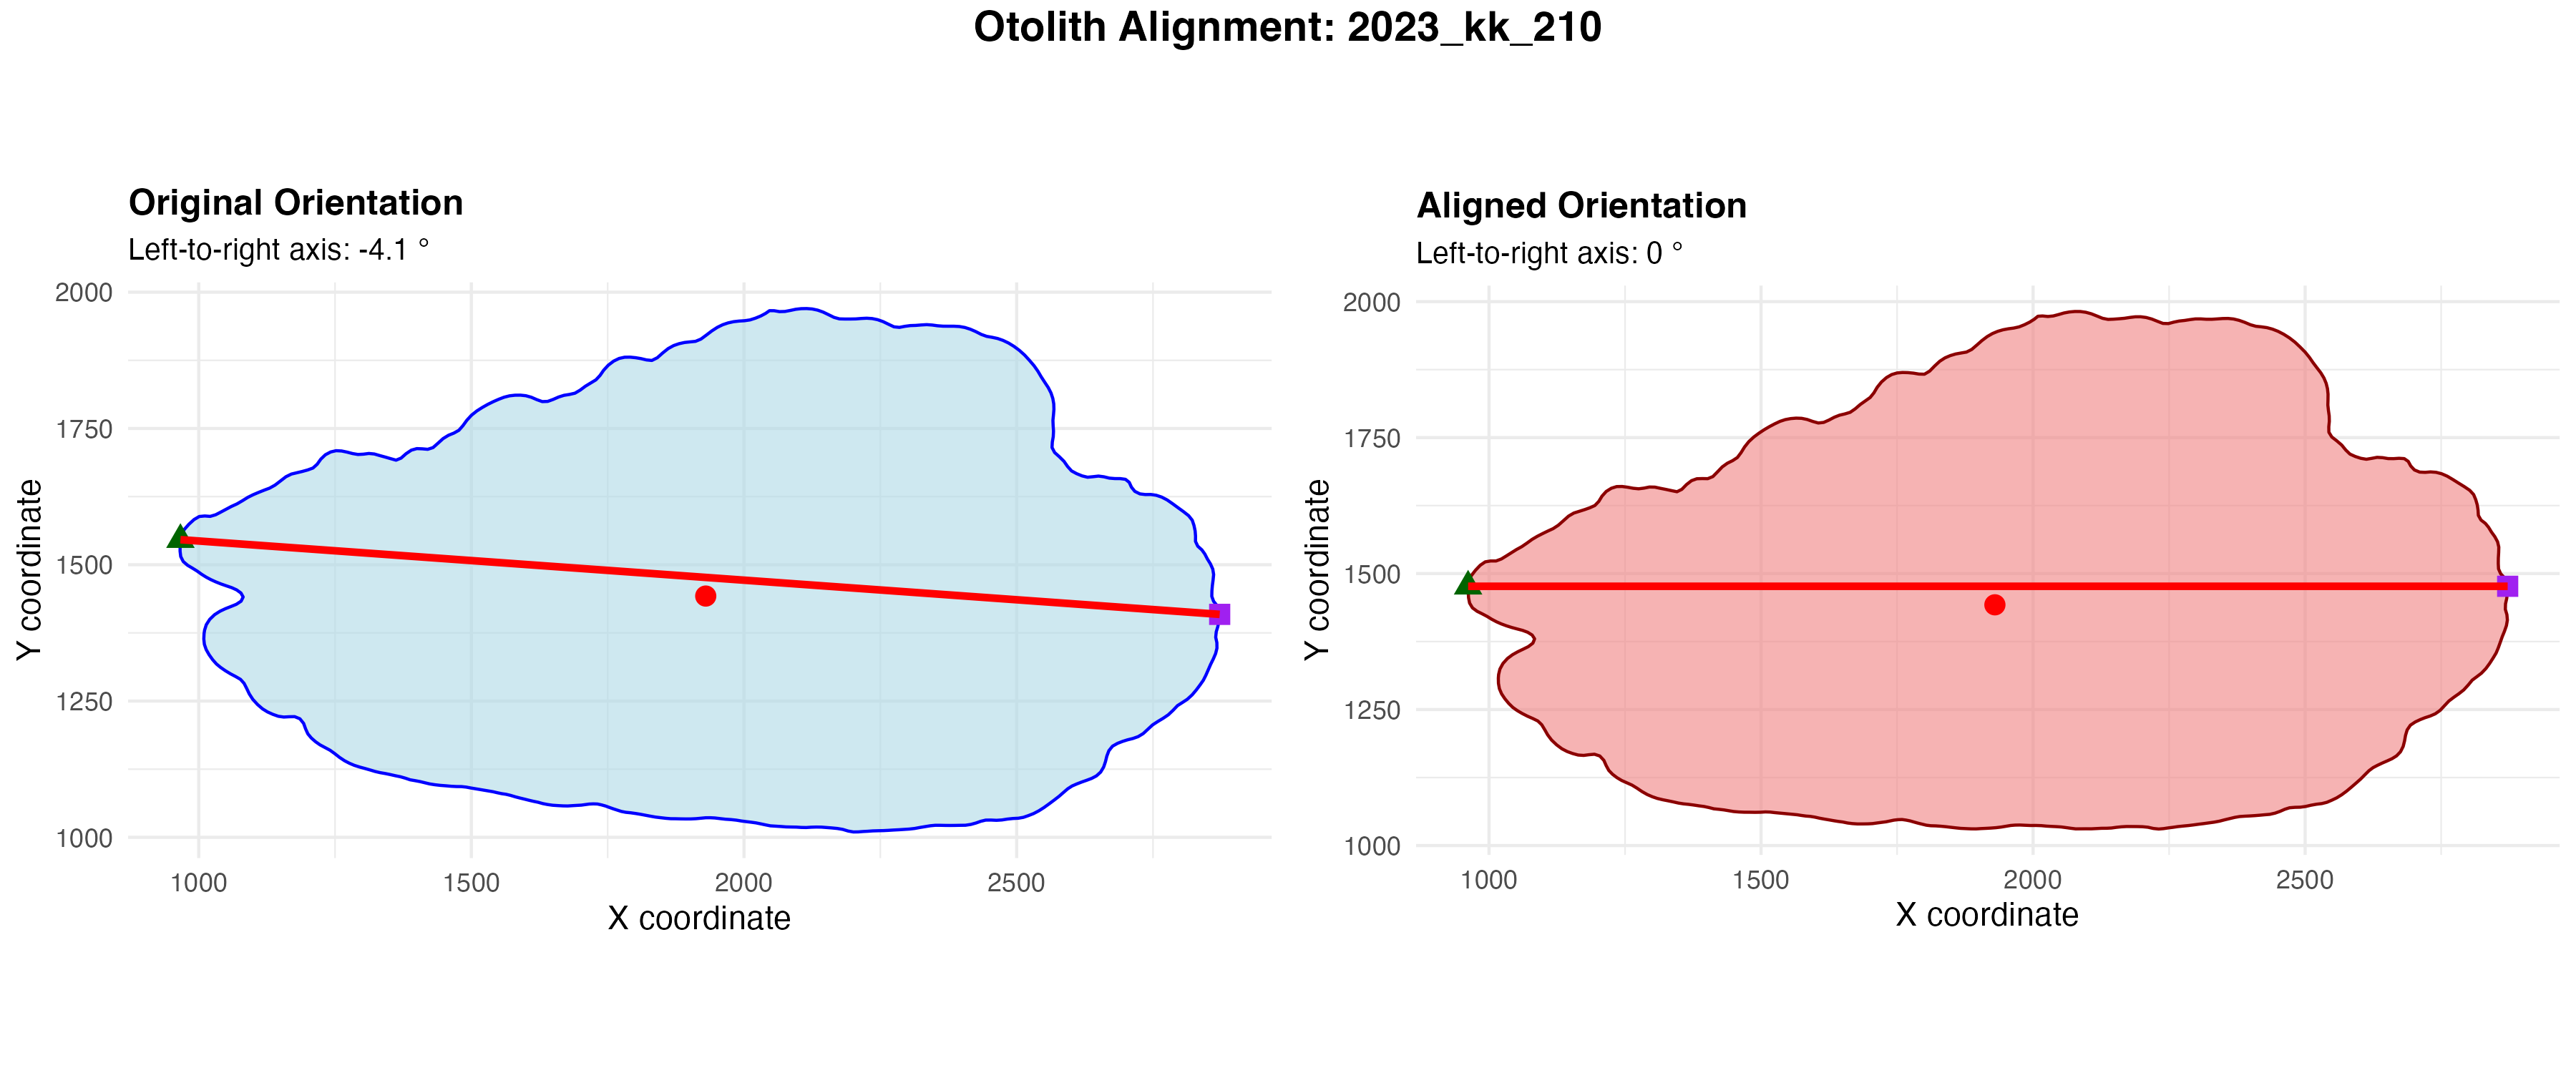 Otolith Alignment: 2023_kk_210
Original Orientation
Left-to-right axis: -4.1 °
2000
1750
1500
1250
1000
Y coordinate
1000 1500 2000 2500
X coordinate
Aligned Orientation
Left-to-right axis: 0 °
2000
1750
1500
1250
1000
Y coordinate
1000 1500 2000 2500
X coordinate